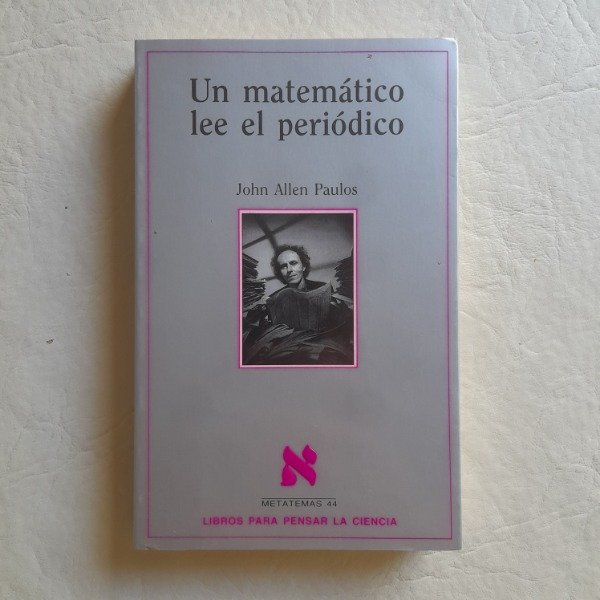 Un matemático
lee el periódico
John Allen Paulos
א
METATEMAS 44
LIBROS PARA PENSAR LA CIENCIA